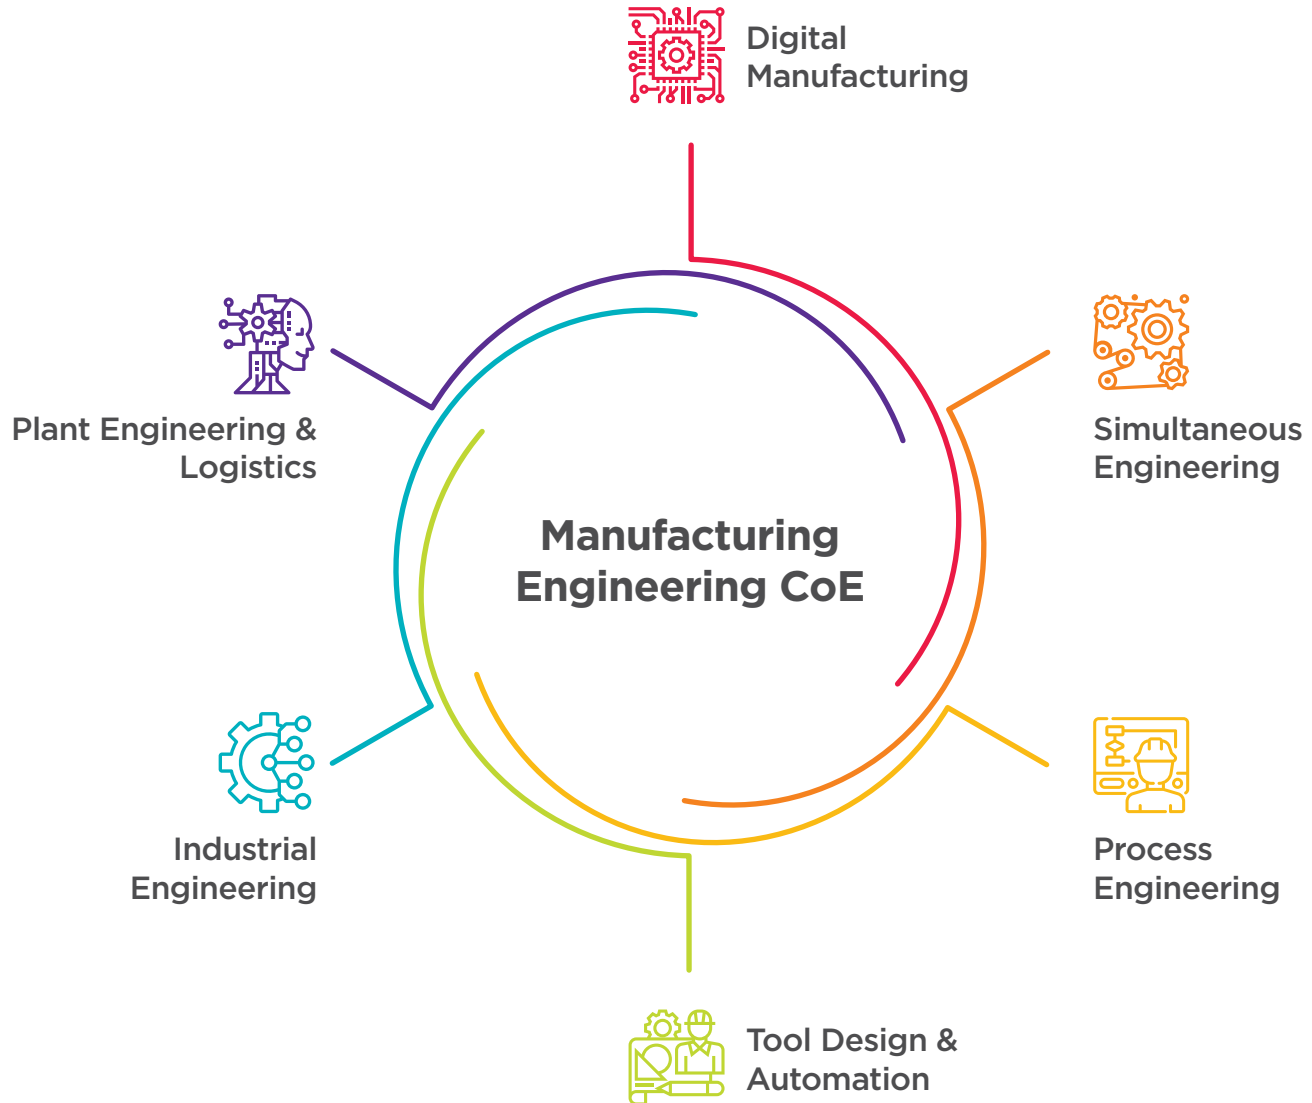 Digital
Manufacturing
Plant Engineering &
Logistics
Simultaneous
Engineering
Manufacturing
Engineering CoE
Industrial
Engineering
Process
Engineering
Tool Design &
Automation